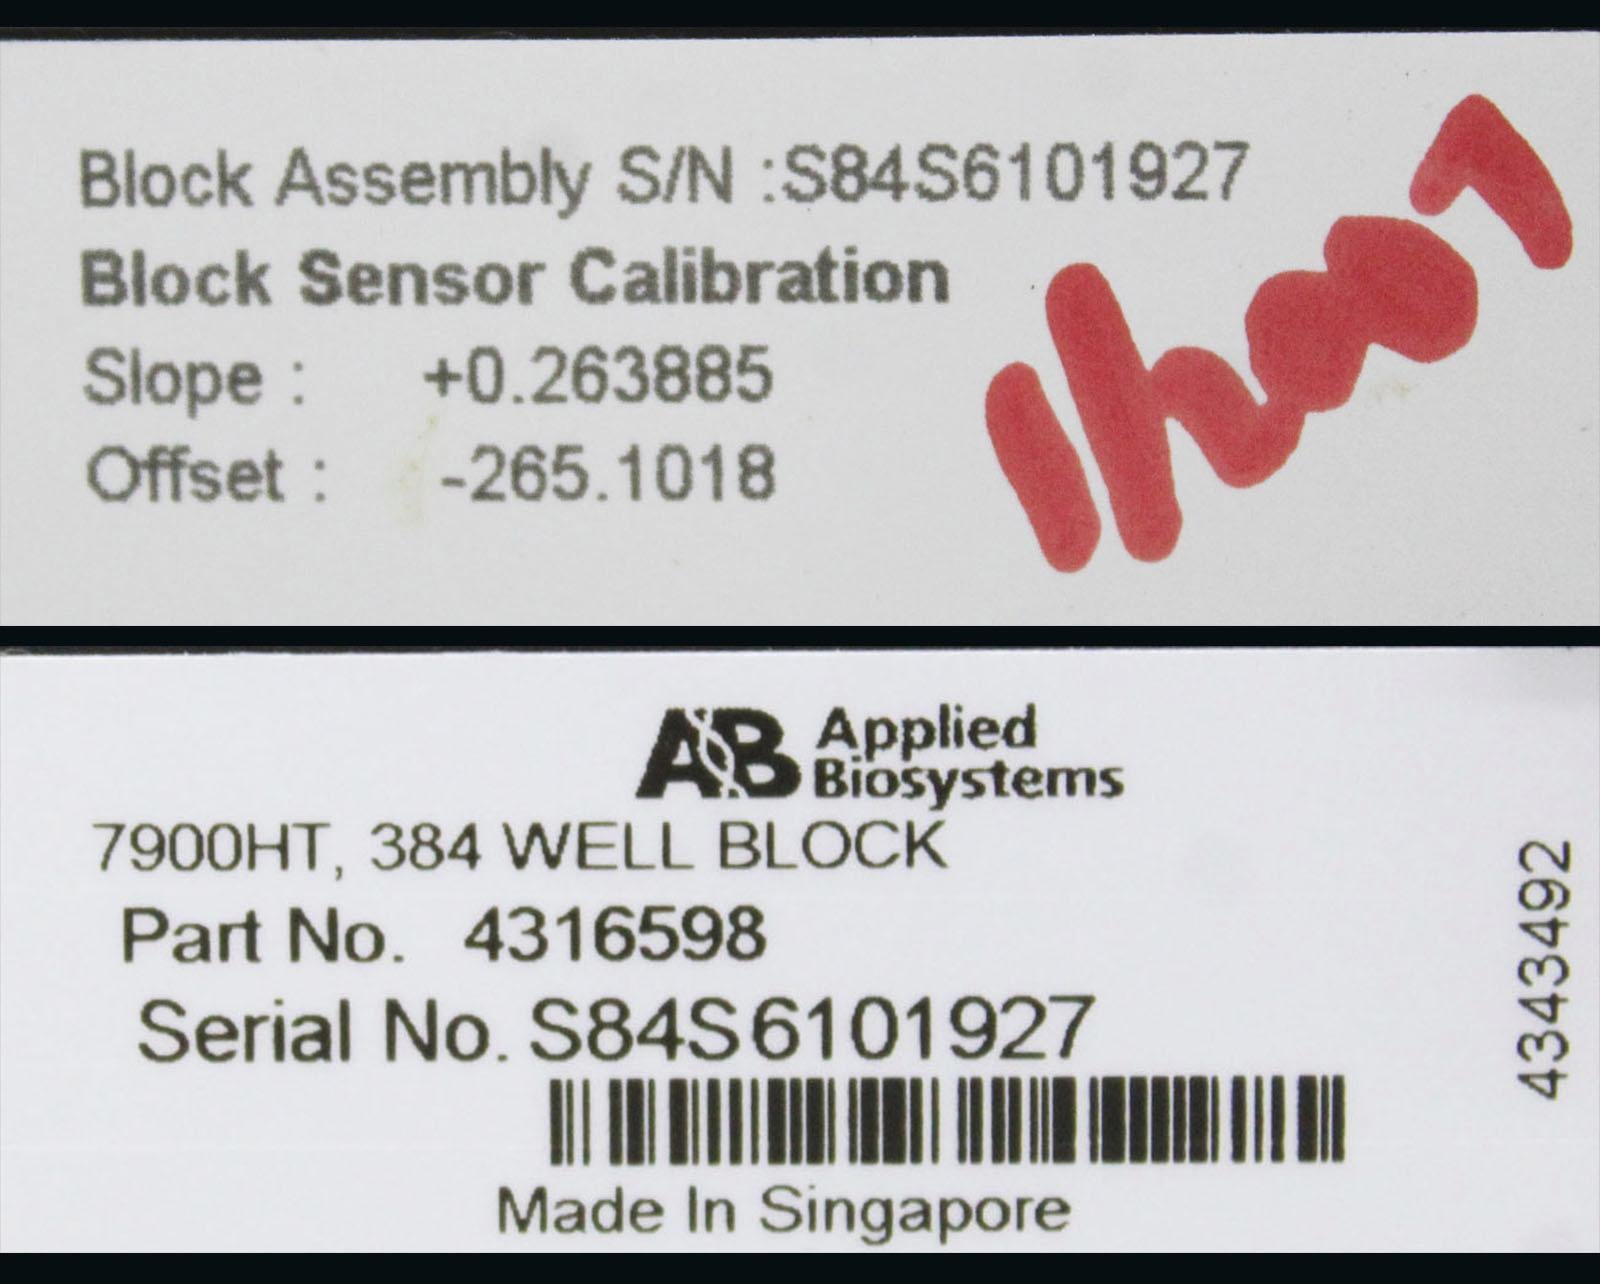 Block Assembly S/N :S84S6101927
Block Sensor Calibration
Slope : +0.263885
Offset : -265.1018
A&B Applied
Biosystems
7900HT, 384 WELL BLOCK
Part No. 4316598
Serial No. S84S6101927
Made In Singapore
4343492